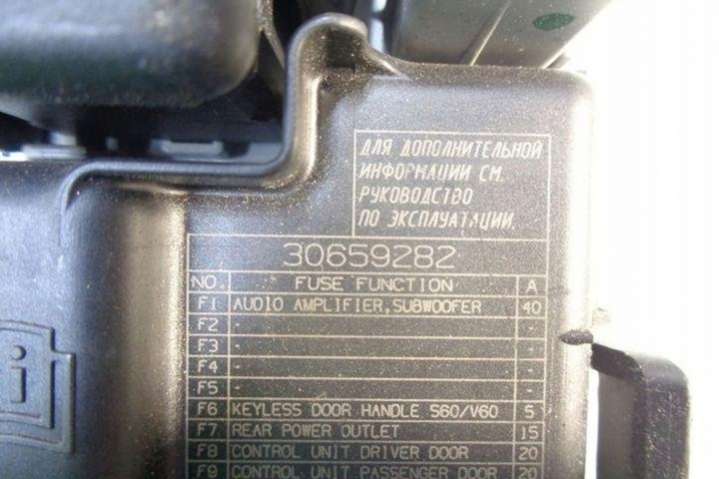 ДЛЯ ДОПОЛНИТЕЛЬНОЙ
ИНФОРМАЦИИ СМ.
РУКОВОДСТВО
ПО ЭКСПЛУАТАЦИИ.
30659282
NO. FUSE FUNCTION A
F1 AUDIO AMPLIFIER, SUBWOOFER 40
F2 - -
F3 - -
F4 - -
F5 - -
F6 KEYLESS DOOR HANDLE S60/V60 5
F7 REAR POWER OUTLET 15
F8 CONTROL UNIT DRIVER DOOR 20
F9 CONTROL UNIT PASSENGER DOOR 20
i